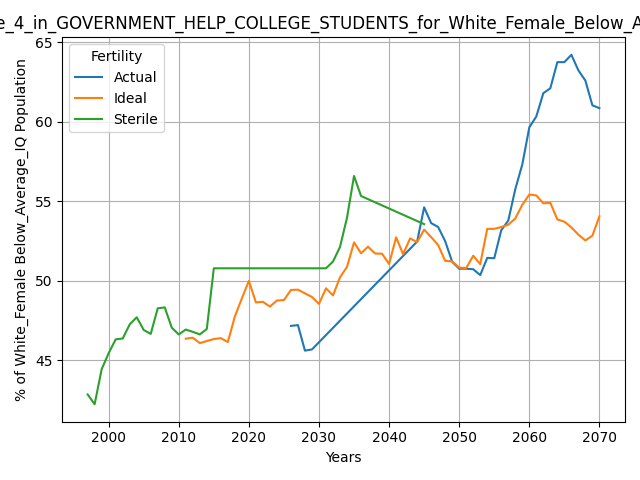 e_4_in_GOVERNMENT_HELP_COLLEGE_STUDENTS_for_White_Female_Below_A
% of White_Female Below_Average_IQ Population
65
60
55
50
45
Fertility
Actual
Ideal
Sterile
2000 2010 2020 2030 2040 2050 2060 2070
Years